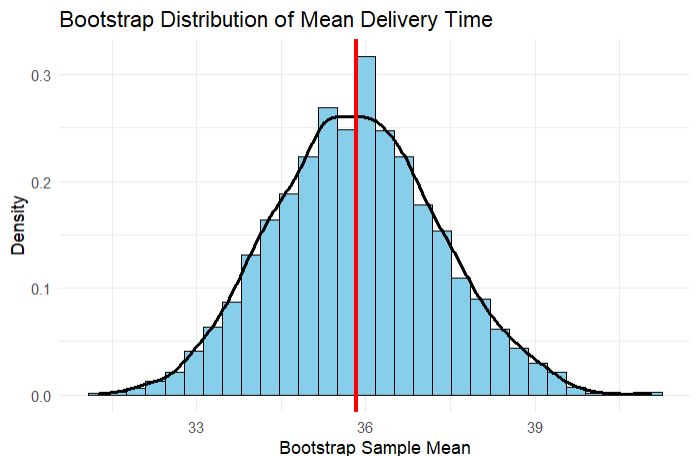 Bootstrap Distribution of Mean Delivery Time
0.3
0.2
0.1
0.0
Density
33 36 39
Bootstrap Sample Mean